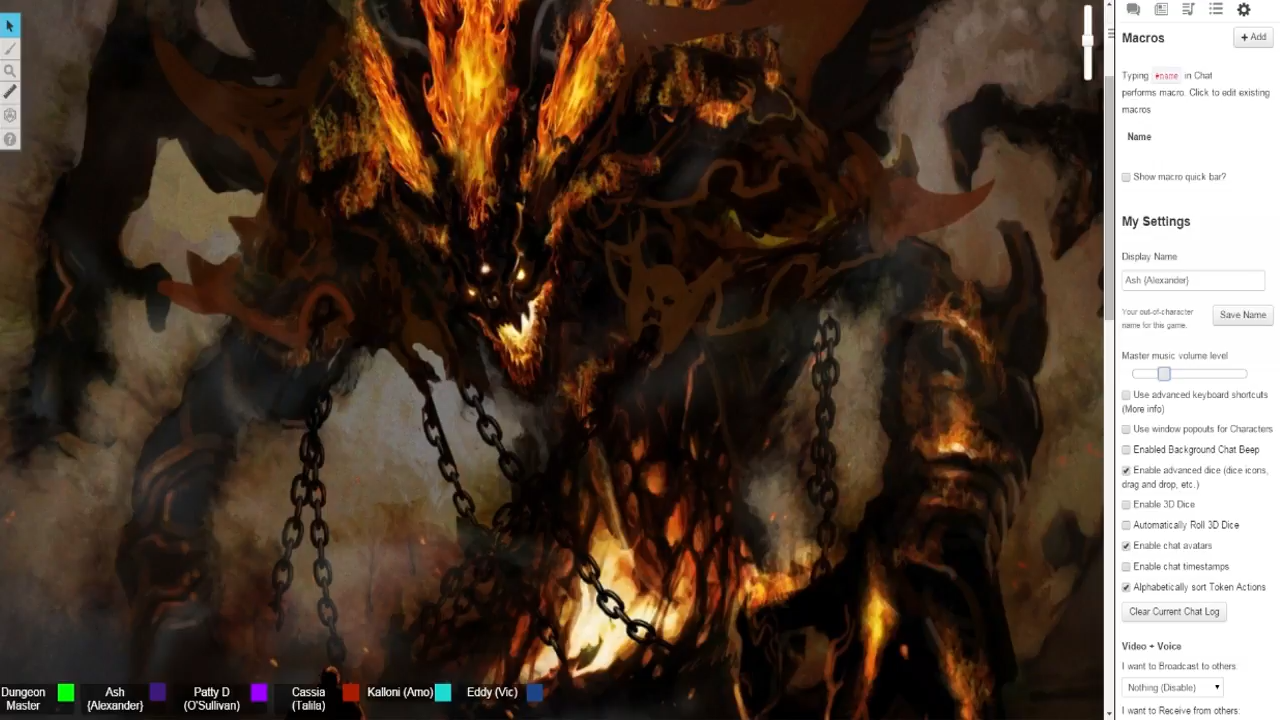 Macros
+ Add
Typing #name in Chat
performs macro. Click to edit existing
macros
Name
Show macro quick bar?
My Settings
Display Name
Ash {Alexander}
Your out-of-character
name for this game.
Save Name
Master music volume level
Use advanced keyboard shortcuts
(More info)
Use window popouts for Characters
Enabled Background Chat Beep
Enable advanced dice (dice icons,
drag and drop, etc.)
Enable 3D Dice
Automatically Roll 3D Dice
Enable chat avatars
Enable chat timestamps
Alphabetically sort Token Actions
Clear Current Chat Log
Video + Voice
I want to Broadcast to others
Nothing (Disable)
I want to Receive from others:
Dungeon
Master
Ash
{Alexander}
Patty D
(O'Sullivan)
Cassia
(Talila)
Kalloni (Amo)
Eddy (Vic)